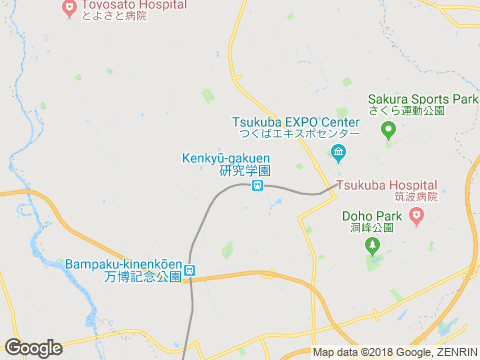 Toyosato Hospital
とよさと病院
Sakura Sports Park
さくら運動公園
Tsukuba EXPO Center
つくばエキスポセンター
Kenkyū-gakuen
研究学園
Tsukuba Hospital
筑波病院
Doho Park
洞峰公園
Bampaku-kinenkōen
万博記念公園
Google
Map data ©2018 Google, ZENRIN